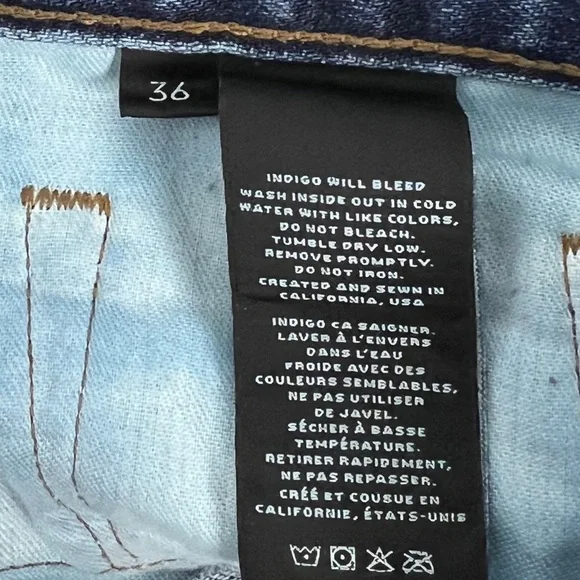 36
INDIGO WILL BLEED
WASH INSIDE OUT IN COLD
WATER WITH LIKE COLORS,
DO NOT BLEACH.
TUMBLE DRY LOW.
REMOVE PROMPTLY.
DO NOT IRON.
CREATED AND SEWN IN
CALIFORNIA, USA
INDIGO CA SAIGNER.
LAVER À L'ENVERS
DANS L'EAU
FROIDE AVEC DES
COULEURS SEMBLABLES,
NE PAS UTILISER
DE JAVEL.
SÉCHER À BASSE
TEMPÉRATURE.
RETIRER RAPIDEMENT,
NE PAS REPASSER.
CRÉÉ ET COUSUE EN
CALIFORNIE, ÉTATS-UNIS